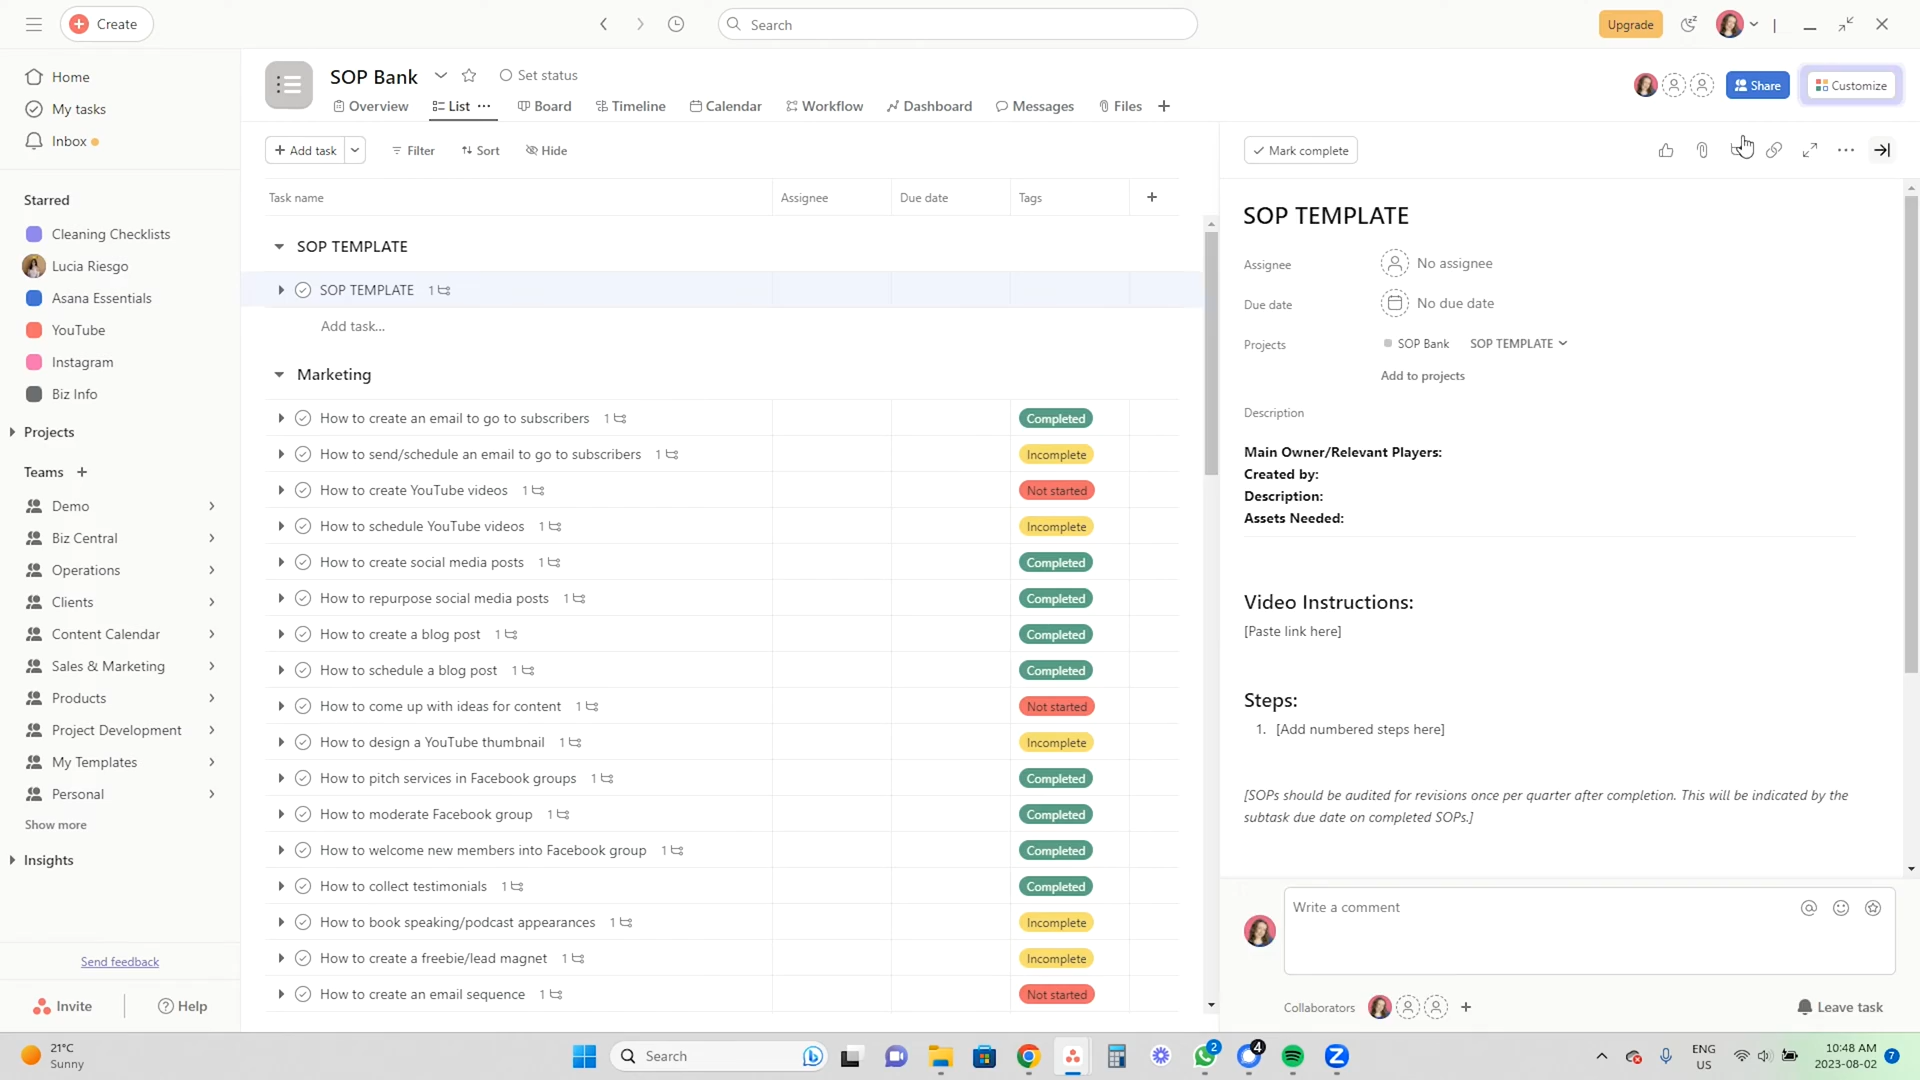 Create
Search
Upgrade
Home
My tasks
Inbox
Starred
Cleaning Checklists
Lucia Riesgo
Asana Essentials
YouTube
Instagram
Biz Info
Projects
Teams +
Demo
Biz Central
Operations
Clients
Content Calendar
Sales & Marketing
Products
Project Development
My Templates
Personal
Show more
Insights
Send feedback
Invite
Help
SOP Bank Set status
Overview List Board Timeline Calendar Workflow Dashboard Messages Files +
Share Customize
+ Add task Filter Sort Hide
Task name Assignee Due date Tags +
SOP TEMPLATE
SOP TEMPLATE 1
Add task...
Marketing
How to create an email to go to subscribers 1 Completed
How to send/schedule an email to go to subscribers 1 Incomplete
How to create YouTube videos 1 Not started
How to schedule YouTube videos 1 Incomplete
How to create social media posts 1 Completed
How to repurpose social media posts 1 Completed
How to create a blog post 1 Completed
How to schedule a blog post 1 Completed
How to come up with ideas for content 1 Not started
How to design a YouTube thumbnail 1 Incomplete
How to pitch services in Facebook groups 1 Completed
How to moderate Facebook group 1 Completed
How to welcome new members into Facebook group 1 Completed
How to collect testimonials 1 Completed
How to book speaking/podcast appearances 1 Incomplete
How to create a freebie/lead magnet 1 Incomplete
How to create an email sequence 1 Not started
Mark complete
SOP TEMPLATE
Assignee No assignee
Due date No due date
Projects SOP Bank SOP TEMPLATE
Add to projects
Description
Main Owner/Relevant Players:
Created by:
Description:
Assets Needed:
Video Instructions:
[Paste link here]
Steps:
1. [Add numbered steps here]
[SOPs should be audited for revisions once per quarter after completion. This will be indicated by the
subtask due date on completed SOPs.]
Write a comment
Collaborators + Leave task
21°C
Sunny
Search
2
4
ENG
US
10:48 AM
2023-08-02
7